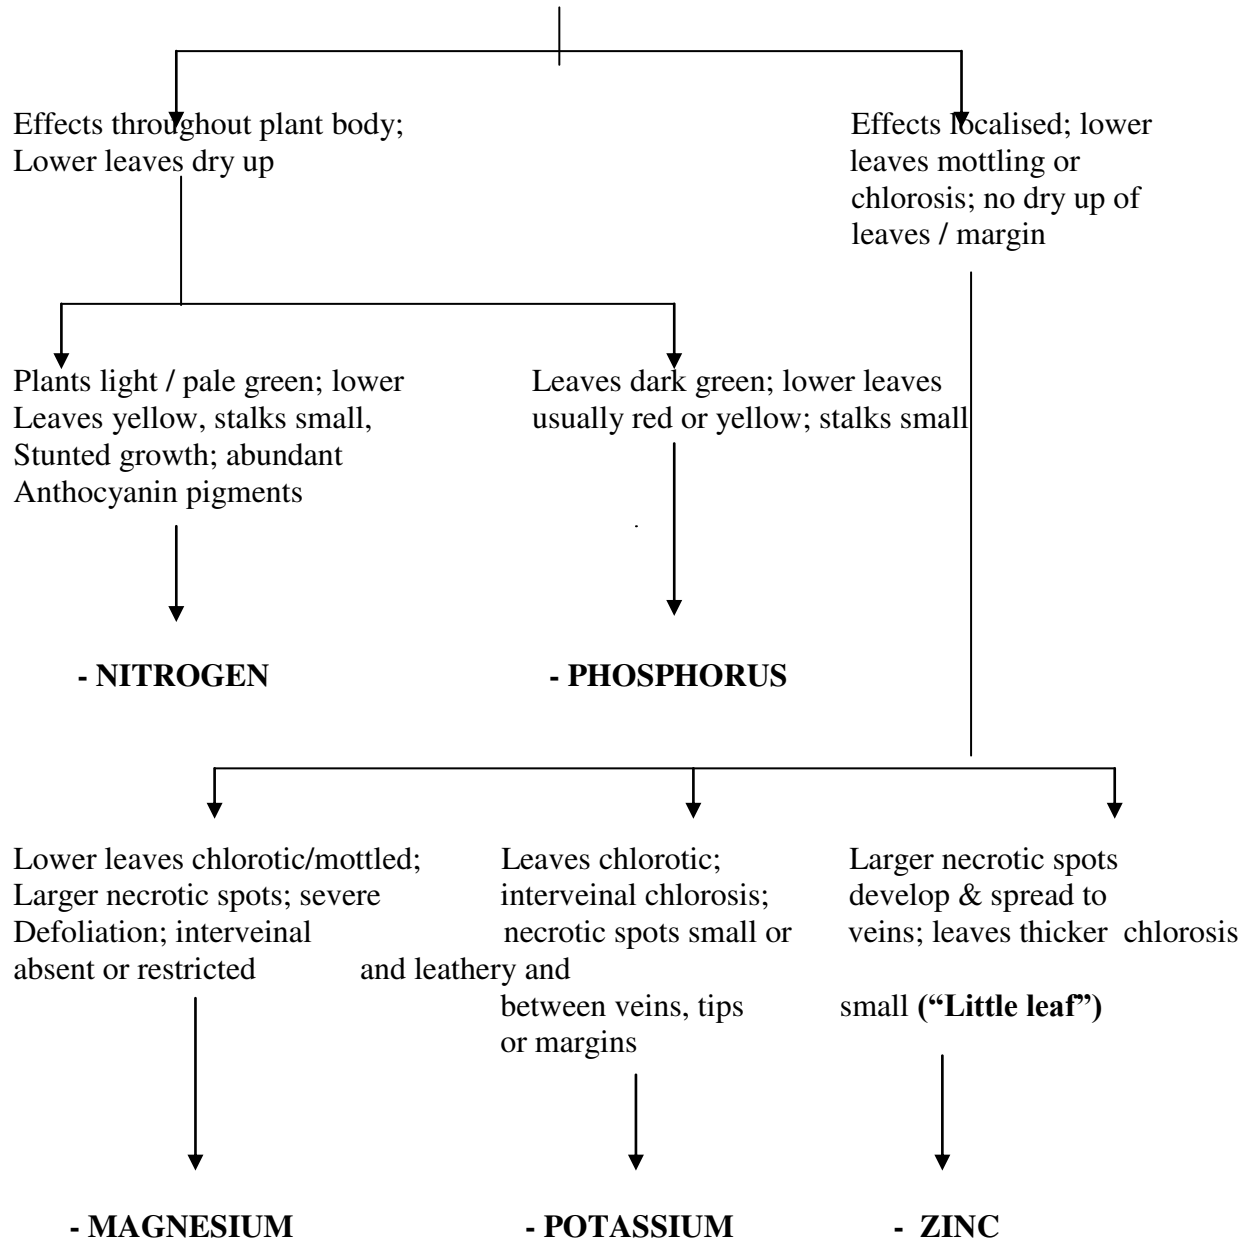 Effects throughout plant body;
Lower leaves dry up
Effects localised; lower
leaves mottling or
chlorosis; no dry up of
leaves / margin
Plants light / pale green; lower
Leaves yellow, stalks small,
Stunted growth; abundant
Anthocyanin pigments
Leaves dark green; lower leaves
usually red or yellow; stalks small
- NITROGEN
- PHOSPHORUS
Lower leaves chlorotic/mottled;
Larger necrotic spots; severe
Defoliation; interveinal
absent or restricted
Leaves chlorotic;
interveinal chlorosis;
necrotic spots small or
and leathery and
between veins, tips
or margins
Larger necrotic spots
develop & spread to
veins; leaves thicker chlorosis
small (“Little leaf”)
- MAGNESIUM
- POTASSIUM
- ZINC